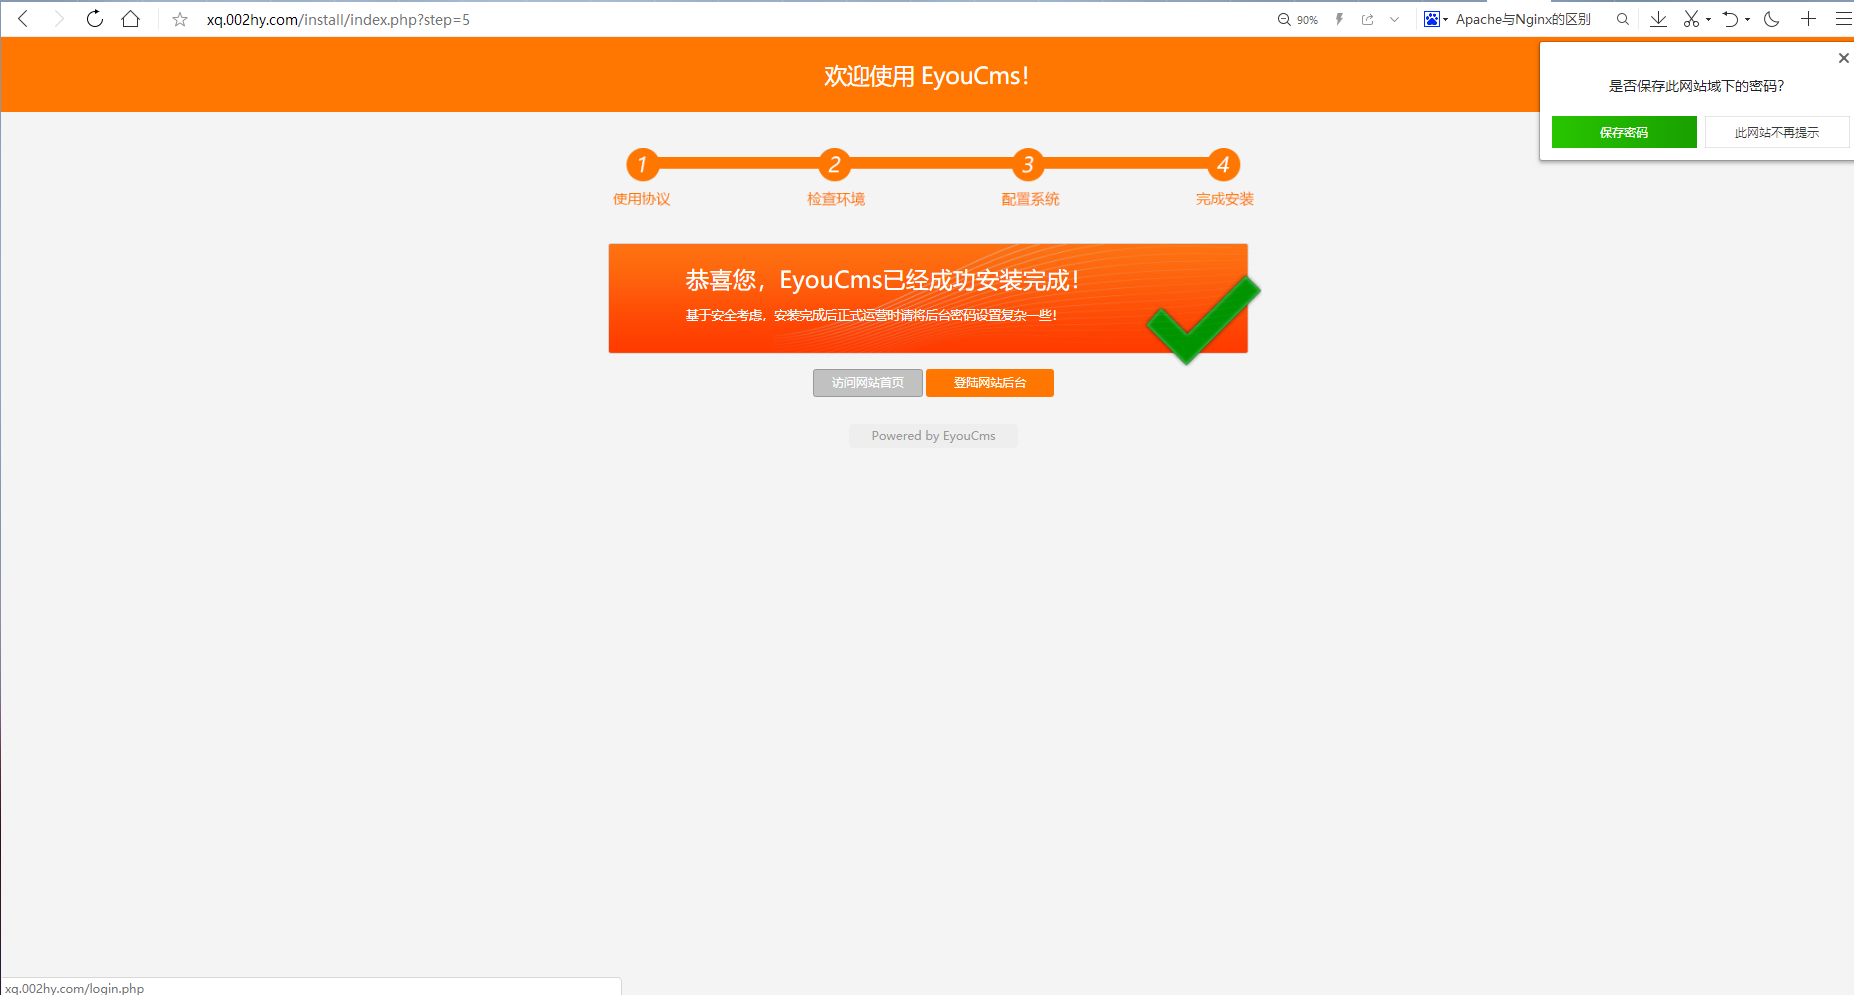 xq.002hy.com/install/index.php?step=5
90%
Apache与Nginx的区别
欢迎使用 EyouCms!
是否保存此网站域下的密码?
保存密码
此网站不再提示
1
2
3
4
使用协议
检查环境
配置系统
完成安装
恭喜您，EyouCms已经成功安装完成!
基于安全考虑，安装完成后正式运营时请将后台密码设置复杂一些!
访问网站首页
登陆网站后台
Powered by EyouCms
xq.002hy.com/login.php